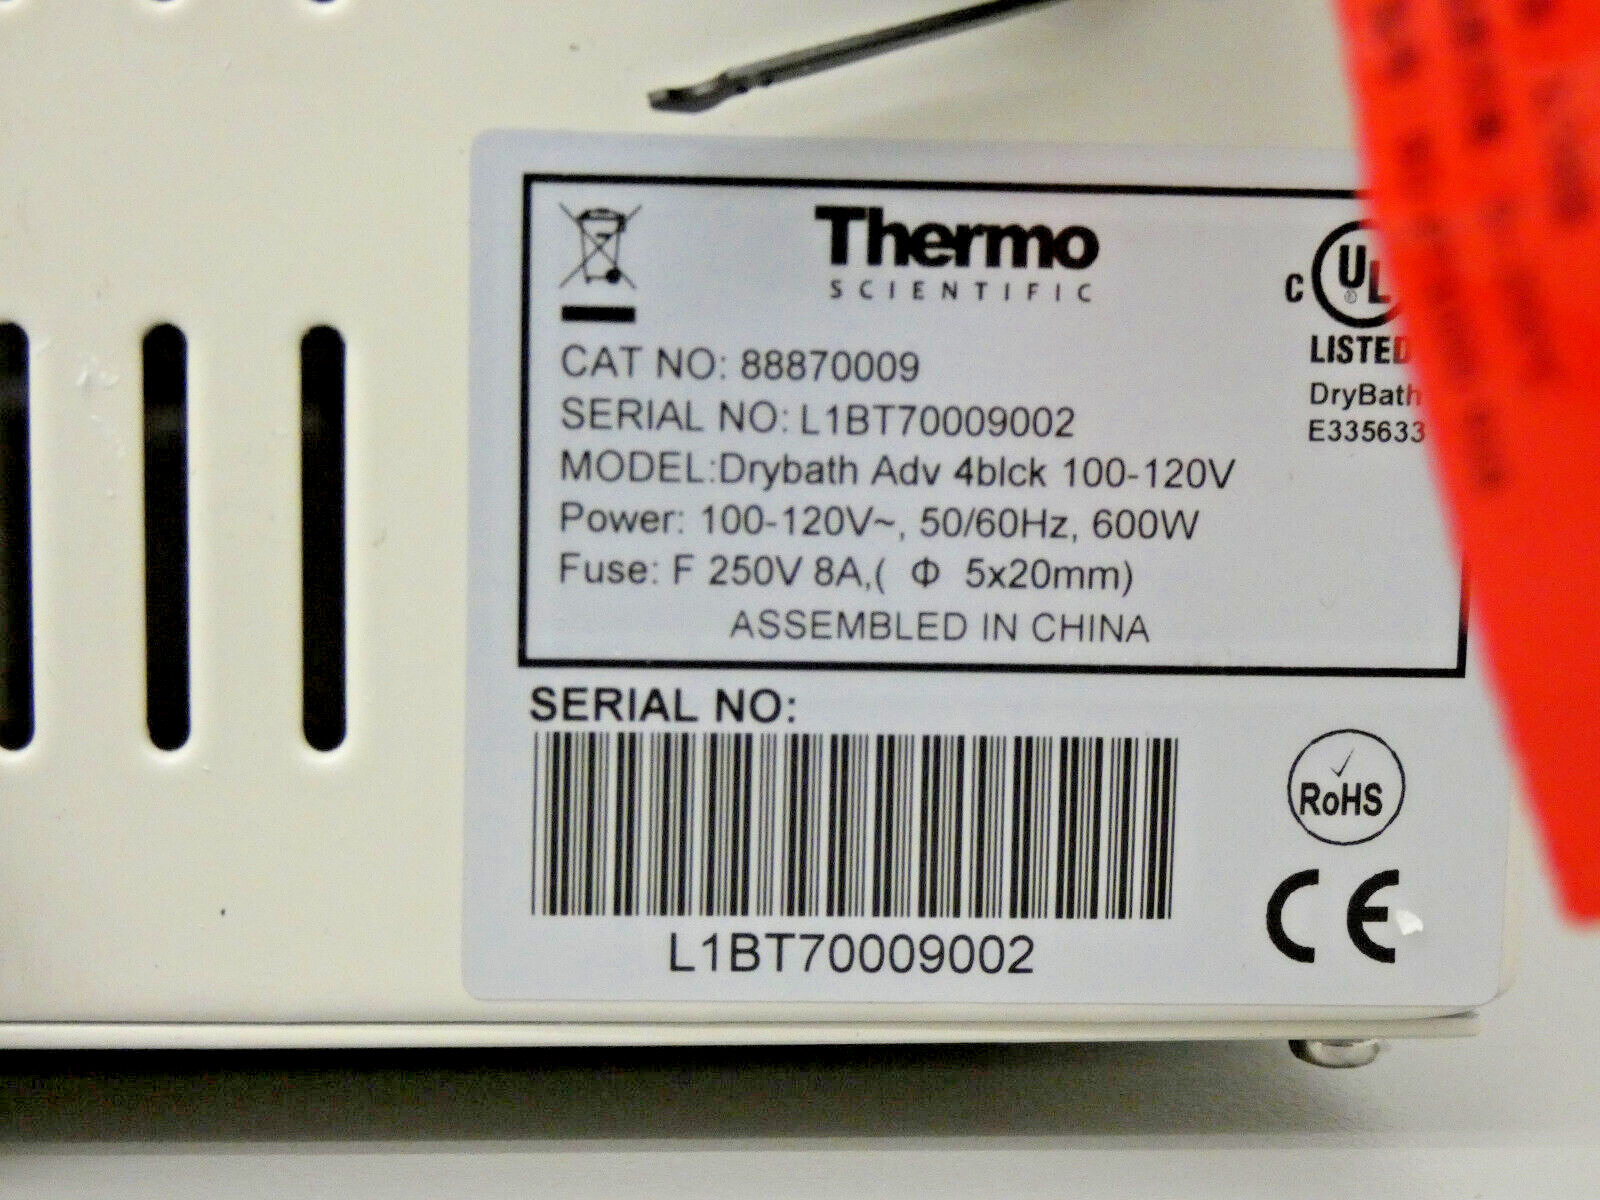 Thermo
SCIENTIFIC
C UL
LISTED
DryBath
E335633
CAT NO: 88870009
SERIAL NO: L1BT70009002
MODEL:Drybath Adv 4blck 100-120V
Power: 100-120V~, 50/60Hz, 600W
Fuse: F 250V 8A,( Φ 5x20mm)
ASSEMBLED IN CHINA
SERIAL NO:
L1BT70009002
RoHS
CE